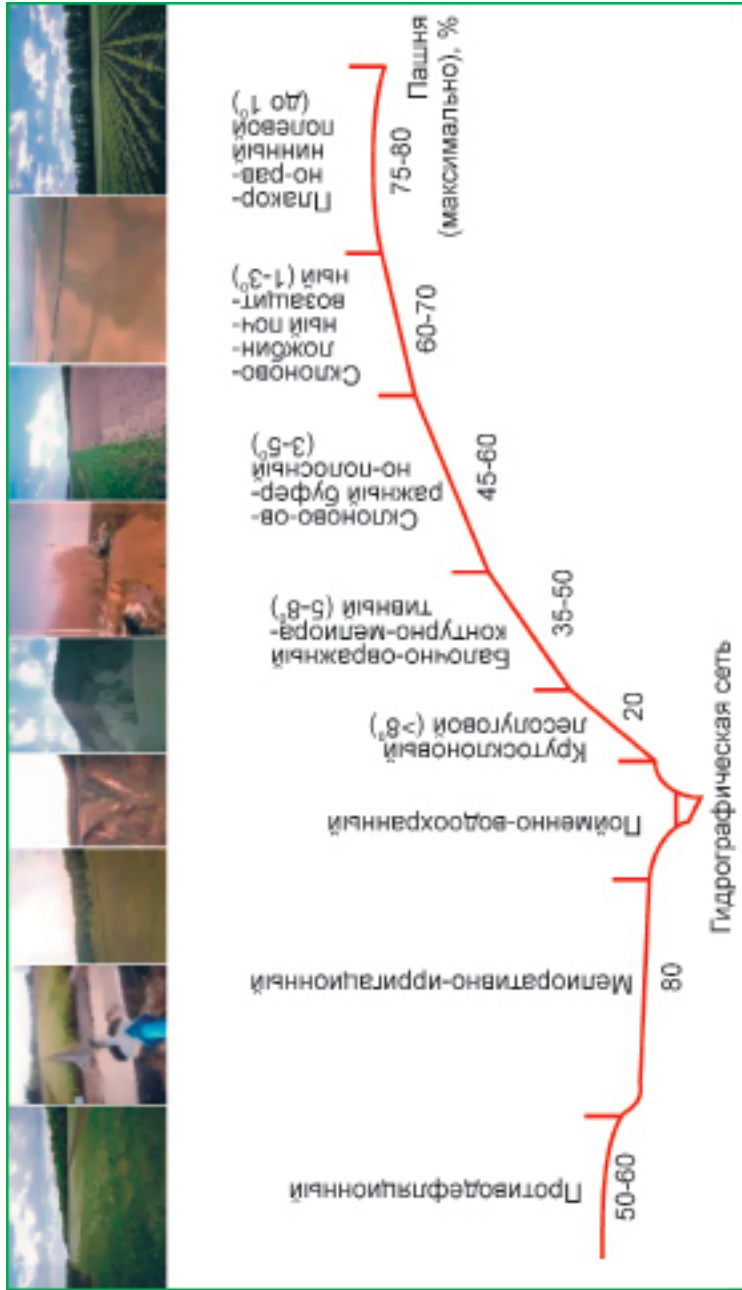 Противодефляционный
50-60
Мелиоративно-ирригационный
80
Пойменно-водоохранный
Гидрографическая сеть
Крутосклоновый
лесолуговой (>8°)
20
Балочно-овражный
контурно-мелиора-
тивный (5-8°)
35-50
Склоново-ов-
ражный буфер-
но-полосный
(3-5°)
45-60
Склоново-
ложбин-
ный поч-
возащит-
ный (1-3°)
60-70
Плакор-
но-рав-
нинный
полевой
(до 1°)
75-80
Пашня
(максимально), %